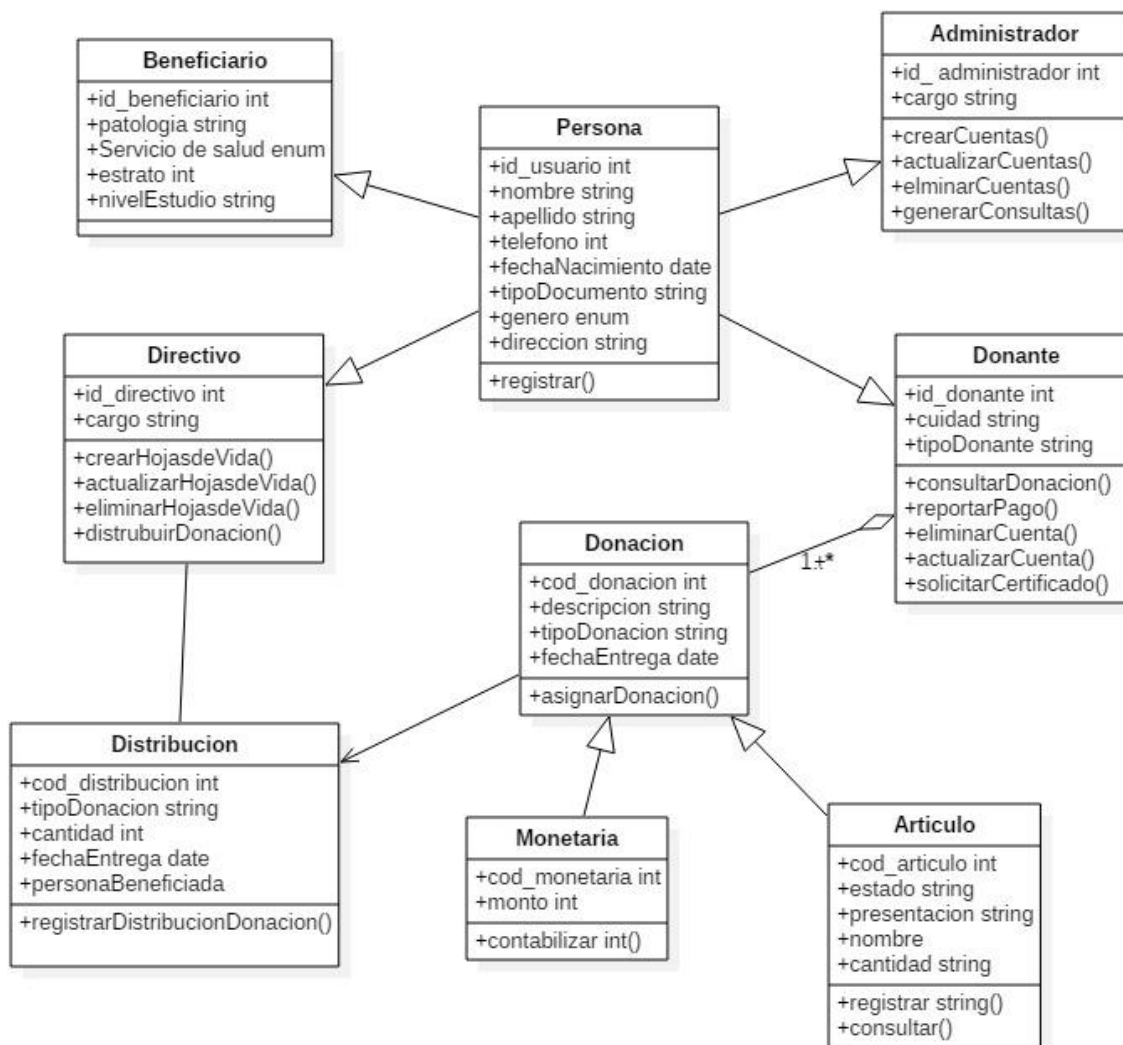 Beneficiario
+id_beneficiario int
+patologia string
+Servicio de salud enum
+estrato int
+nivelEstudio string
Persona
+id_usuario int
+nombre string
+apellido string
+telefono int
+fechaNacimiento date
+tipoDocumento string
+genero enum
+direccion string
+registrar()
Administrador
+id_ administrador int
+cargo string
+crearCuentas()
+actualizarCuentas()
+elminarCuentas()
+generarConsultas()
Directivo
+id_directivo int
+cargo string
+crearHojasdeVida()
+actualizarHojasdeVida()
+eliminarHojasdeVida()
+distrubuirDonacion()
Donante
+id_donante int
+cuidad string
+tipoDonante string
+consultarDonacion()
+reportarPago()
+eliminarCuenta()
+actualizarCuenta()
+solicitarCertificado()
Donacion
+cod_donacion int
+descripcion string
+tipoDonacion string
+fechaEntrega date
+asignarDonacion()
Distribucion
+cod_distribucion int
+tipoDonacion string
+cantidad int
+fechaEntrega date
+personaBeneficiada
+registrarDistribucionDonacion()
Monetaria
+cod_monetaria int
+monto int
+contabilizar int()
Articulo
+cod_articulo int
+estado string
+presentacion string
+nombre
+cantidad string
+registrar string()
+consultar()